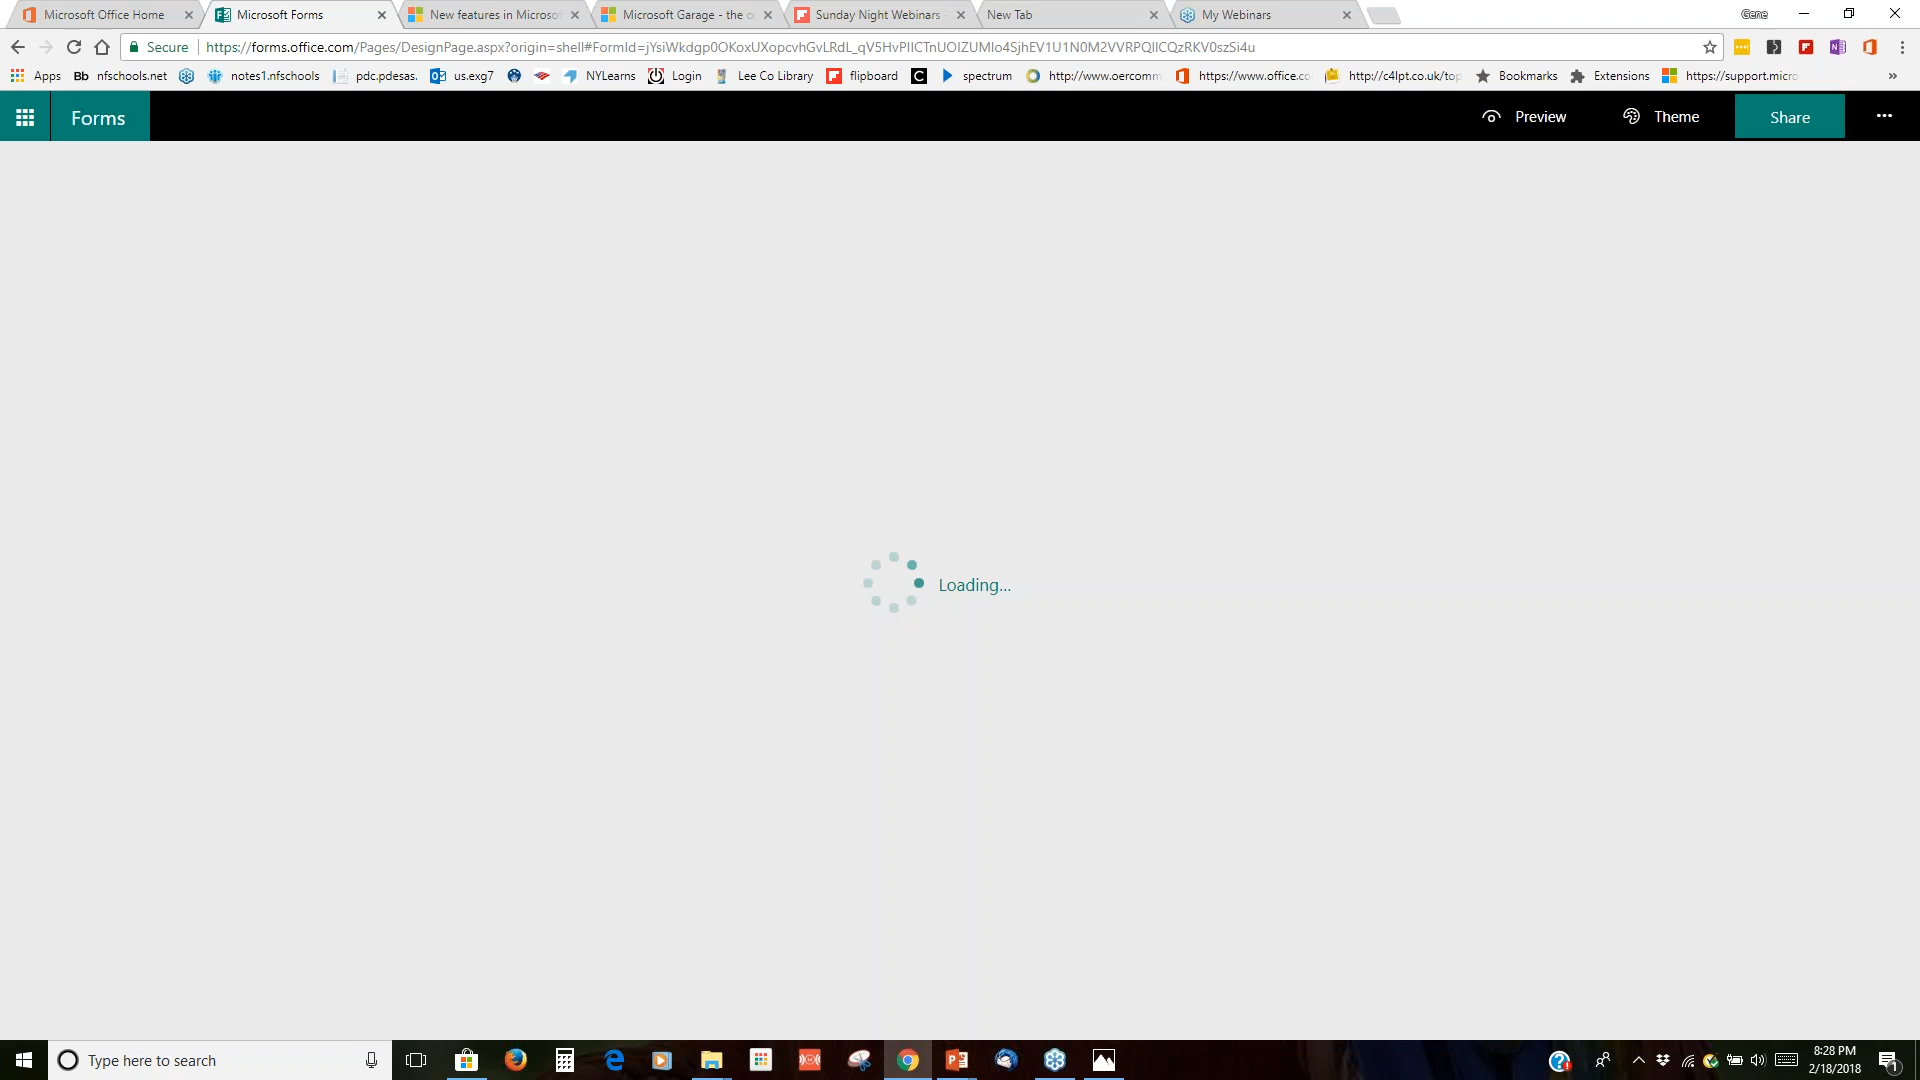 Microsoft Office Home
Microsoft Forms
New features in Microsof
Microsoft Garage - the c
Sunday Night Webinars
New Tab
My Webinars
Gene
Secure
https://forms.office.com/Pages/DesignPage.aspx?origin=shell#FormId=
Apps
Bb nfschools.net
notes1.nfschools
pdc.pdesas.
us.exg7
NYLearns
Login
Lee Co Library
flipboard
spectrum
http://www.oercomm
https://www.office.co
http://c4lpt.co.uk/top
Bookmarks
Extensions
https://support.micro
Forms
Preview
Theme
Share
Loading...
Type here to search
8:28 PM
2/18/2018
1